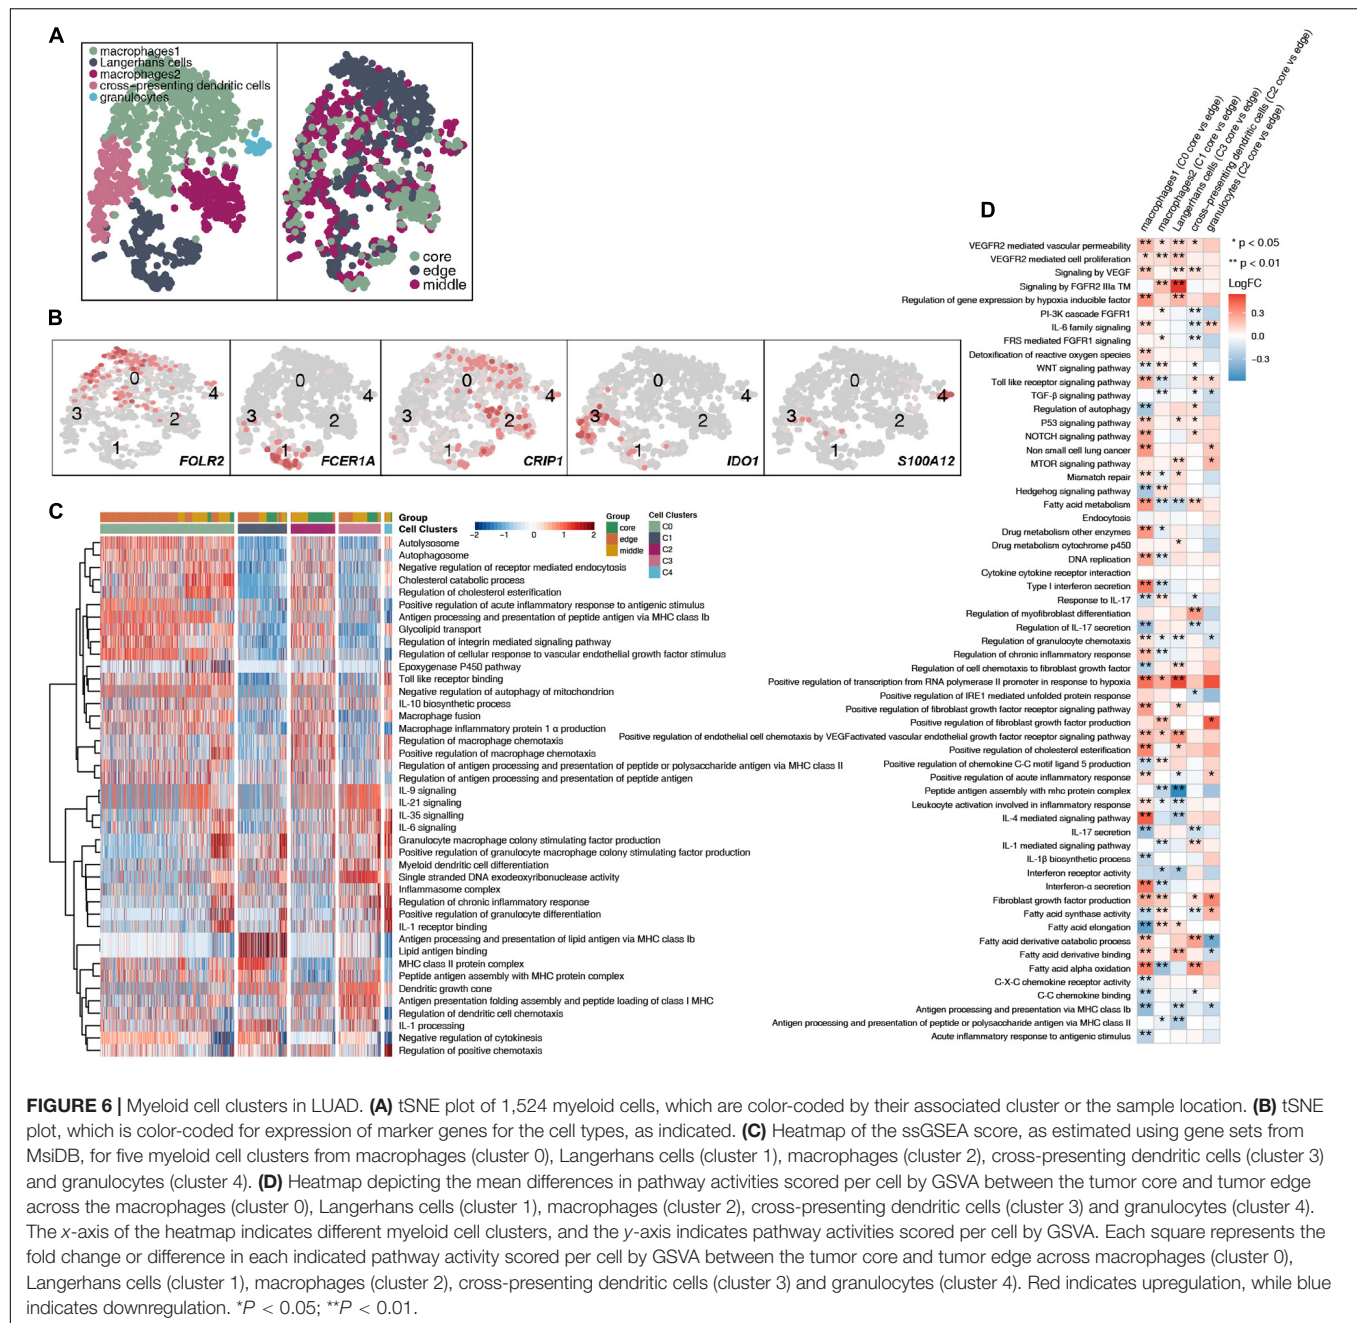 A
macrophages1
Langerhans cells
macrophages2
cross-presenting dendritic cells
granulocytes
core
edge
middle
B
0
1
2
3
4
FOLR2
0
1
2
3
4
FCER1A
0
1
2
3
4
CRIP1
0
1
2
3
4
IDO1
0
1
2
3
4
S100A12
C
Group
Cell Clusters
−2 −1 0 1 2
Group
core
edge
middle
Cell Clusters
C0
C1
C2
C3
C4
Autolysosome
Autophagosome
Negative regulation of receptor mediated endocytosis
Cholesterol catabolic process
Regulation of cholesterol esterification
Positive regulation of acute inflammatory response to antigenic stimulus
Antigen processing and presentation of peptide antigen via MHC class Ib
Glycolipid transport
Regulation of integrin mediated signaling pathway
Regulation of cellular response to vascular endothelial growth factor stimulus
Epoxygenase P450 pathway
Toll like receptor binding
Negative regulation of autophagy of mitochondrion
IL-10 biosynthetic process
Macrophage fusion
Macrophage inflammatory protein 1 α production
Regulation of macrophage chemotaxis
Positive regulation of macrophage chemotaxis
Regulation of antigen processing and presentation of peptide or polysaccharide antigen via MHC class II
Regulation of antigen processing and presentation of peptide antigen
IL-9 signaling
IL-21 signaling
IL-35 signalling
IL-6 signaling
Granulocyte macrophage colony stimulating factor production
Positive regulation of granulocyte macrophage colony stimulating factor production
Myeloid dendritic cell differentiation
Single stranded DNA exodeoxyribonuclease activity
Inflammasome complex
Regulation of chronic inflammatory response
Positive regulation of granulocyte differentiation
IL-1 receptor binding
Antigen processing and presentation of lipid antigen via MHC class Ib
Lipid antigen binding
MHC class II protein complex
Peptide antigen assembly with MHC protein complex
Dendritic growth cone
Antigen presentation folding assembly and peptide loading of class I MHC
Regulation of dendritic cell chemotaxis
IL-1 processing
Negative regulation of cytokinesis
Regulation of positive chemotaxis
D
macrophages1 (C0 core vs edge)
macrophages2 (C1 core vs edge)
Langerhans cells (C3 core vs edge)
cross-presenting dendritic cells (C2 core vs edge)
granulocytes (C2 core vs edge)
* p < 0.05
** p < 0.01
LogFC
0.3
0.0
−0.3
VEGFR2 mediated vascular permeability ** * ** *
VEGFR2 mediated cell proliferation * ** **
Signaling by VEGF ** ** **
Signaling by FGFR2 IIIa TM ** **
Regulation of gene expression by hypoxia inducible factor ** **
PI-3K cascade FGFR1 * **
IL-6 family signaling ** ** **
FRS mediated FGFR1 signaling * **
Detoxification of reactive oxygen species **
WNT signaling pathway ** ** *
Toll like receptor signaling pathway ** ** * *
TGF-β signaling pathway ** * *
Regulation of autophagy ** *
P53 signaling pathway ** * *
NOTCH signaling pathway ** *
Non small cell lung cancer ** *
MTOR signaling pathway ** *
Mismatch repair ** * *
Hedgehog signaling pathway ** **
Fatty acid metabolism ** ** ** **
Endocytosis
Drug metabolism other enzymes ** *
Drug metabolism cytochrome p450 *
DNA replication ** **
Cytokine cytokine receptor interaction
Type I interferon secretion ** **
Response to IL-17 ** ** *
Regulation of myofibroblast differentiation **
Regulation of IL-17 secretion ** **
Regulation of granulocyte chemotaxis ** * ** *
Regulation of chronic inflammatory response ** **
Regulation of cell chemotaxis to fibroblast growth factor ** **
Positive regulation of transcription from RNA polymerase II promoter in response to hypoxia ** * **
Positive regulation of IRE1 mediated unfolded protein response *
Positive regulation of fibroblast growth factor receptor signaling pathway ** *
Positive regulation of fibroblast growth factor production ** *
Positive regulation of endothelial cell chemotaxis by VEGFactivated vascular endothelial growth factor receptor signaling pathway ** * **
Positive regulation of cholesterol esterification ** *
Positive regulation of chemokine C-C motif ligand 5 production ** **
Positive regulation of acute inflammatory response ** * *
Peptide antigen assembly with mhc protein complex ** **
Leukocyte activation involved in inflammatory response ** * **
IL-4 mediated signaling pathway ** **
IL-17 secretion ** **
IL-1 mediated signaling pathway ** **
IL-1β biosynthetic process **
Interferon receptor activity * *
Interferon-α secretion ** **
Fibroblast growth factor production ** ** * *
Fatty acid synthase activity ** ** ** *
Fatty acid elongation ** ** *
Fatty acid derivative catabolic process ** ** *
Fatty acid derivative binding ** ** *
Fatty acid alpha oxidation ** ** **
C-X-C chemokine receptor activity **
C-C chemokine binding ** *
Antigen processing and presentation via MHC class Ib ** ** *
Antigen processing and presentation of peptide or polysaccharide antigen via MHC class II * **
Acute inflammatory response to antigenic stimulus **
FIGURE 6 | Myeloid cell clusters in LUAD. (A) tSNE plot of 1,524 myeloid cells, which are color-coded by their associated cluster or the sample location. (B) tSNE
plot, which is color-coded for expression of marker genes for the cell types, as indicated. (C) Heatmap of the ssGSEA score, as estimated using gene sets from
MsiDB, for five myeloid cell clusters from macrophages (cluster 0), Langerhans cells (cluster 1), macrophages (cluster 2), cross-presenting dendritic cells (cluster 3)
and granulocytes (cluster 4). (D) Heatmap depicting the mean differences in pathway activities scored per cell by GSVA between the tumor core and tumor edge
across the macrophages (cluster 0), Langerhans cells (cluster 1), macrophages (cluster 2), cross-presenting dendritic cells (cluster 3) and granulocytes (cluster 4).
The x-axis of the heatmap indicates different myeloid cell clusters, and the y-axis indicates pathway activities scored per cell by GSVA. Each square represents the
fold change or difference in each indicated pathway activity scored per cell by GSVA between the tumor core and tumor edge across macrophages (cluster 0),
Langerhans cells (cluster 1), macrophages (cluster 2), cross-presenting dendritic cells (cluster 3) and granulocytes (cluster 4). Red indicates upregulation, while blue
indicates downregulation. *P < 0.05; **P < 0.01.